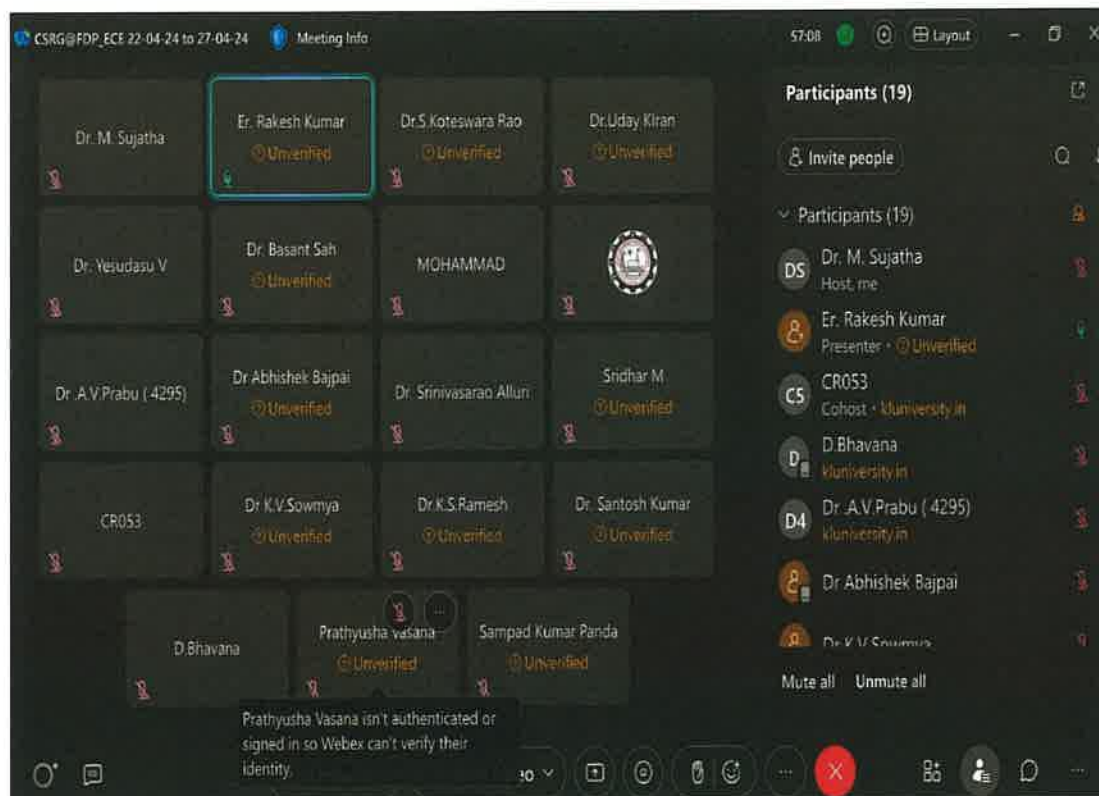 CSRG@FDP_ECE 22-04-24 to 27-04-24 Meeting Info
57:08 Layout
Dr. M. Sujatha
Er. Rakesh Kumar
Unverified
Dr.S.Koteswara Rao
Unverified
Dr.Uday Kiran
Unverified
Dr. Yesudasu V
Dr. Basant Sah
Unverified
MOHAMMAD
Dr .A.V.Prabu ( 4295)
Dr Abhishek Bajpai
Unverified
Dr. Srinivasarao Alluri
Sridhar M
Unverified
CR053
Dr K.V.Sowmya
Unverified
Dr.K.S.Ramesh
Unverified
Dr. Santosh Kumar
Unverified
D.Bhavana
Prathyusha Vasana
Unverified
Sampad Kumar Panda
Unverified
Prathyusha Vasana isn't authenticated or
signed in so Webex can't verify their
identity.
Participants (19)
Invite people
Participants (19)
DS Dr. M. Sujatha
Host, me
Er. Rakesh Kumar
Presenter • Unverified
C5 CR053
Cohost • kluniversity.in
D D.Bhavana
kluniversity.in
D4 Dr .A.V.Prabu ( 4295)
kluniversity.in
Dr Abhishek Bajpai
Dr K.V.Sowmya
Mute all Unmute all